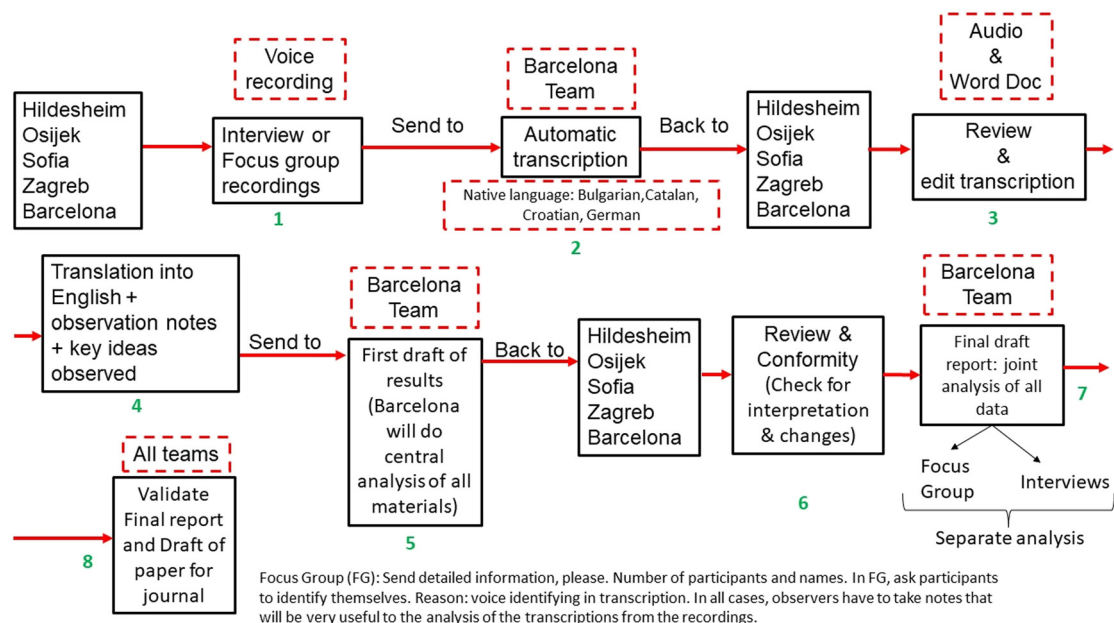 Hildesheim
Osijek
Sofia
Zagreb
Barcelona
Voice
recording
Interview or
Focus group
recordings
1
Send to
Barcelona
Team
Automatic
transcription
Native language: Bulgarian,Catalan,
Croatian, German
2
Back to
Hildesheim
Osijek
Sofia
Zagreb
Barcelona
Audio
&
Word Doc
Review
&
edit transcription
3
Translation into
English +
observation notes
+ key ideas
observed
4
Send to
Barcelona
Team
First draft of
results
(Barcelona
will do
central
analysis of all
materials)
5
Back to
Hildesheim
Osijek
Sofia
Zagreb
Barcelona
Review &
Conformity
(Check for
interpretation
& changes)
6
Barcelona
Team
Final draft
report: joint
analysis of all
data
7
Focus
Group
Interviews
Separate analysis
All teams
Validate
Final report
and Draft of
paper for
journal
8
Focus Group (FG): Send detailed information, please. Number of participants and names. In FG, ask participants
to identify themselves. Reason: voice identifying in transcription. In all cases, observers have to take notes that
will be very useful to the analysis of the transcriptions from the recordings.